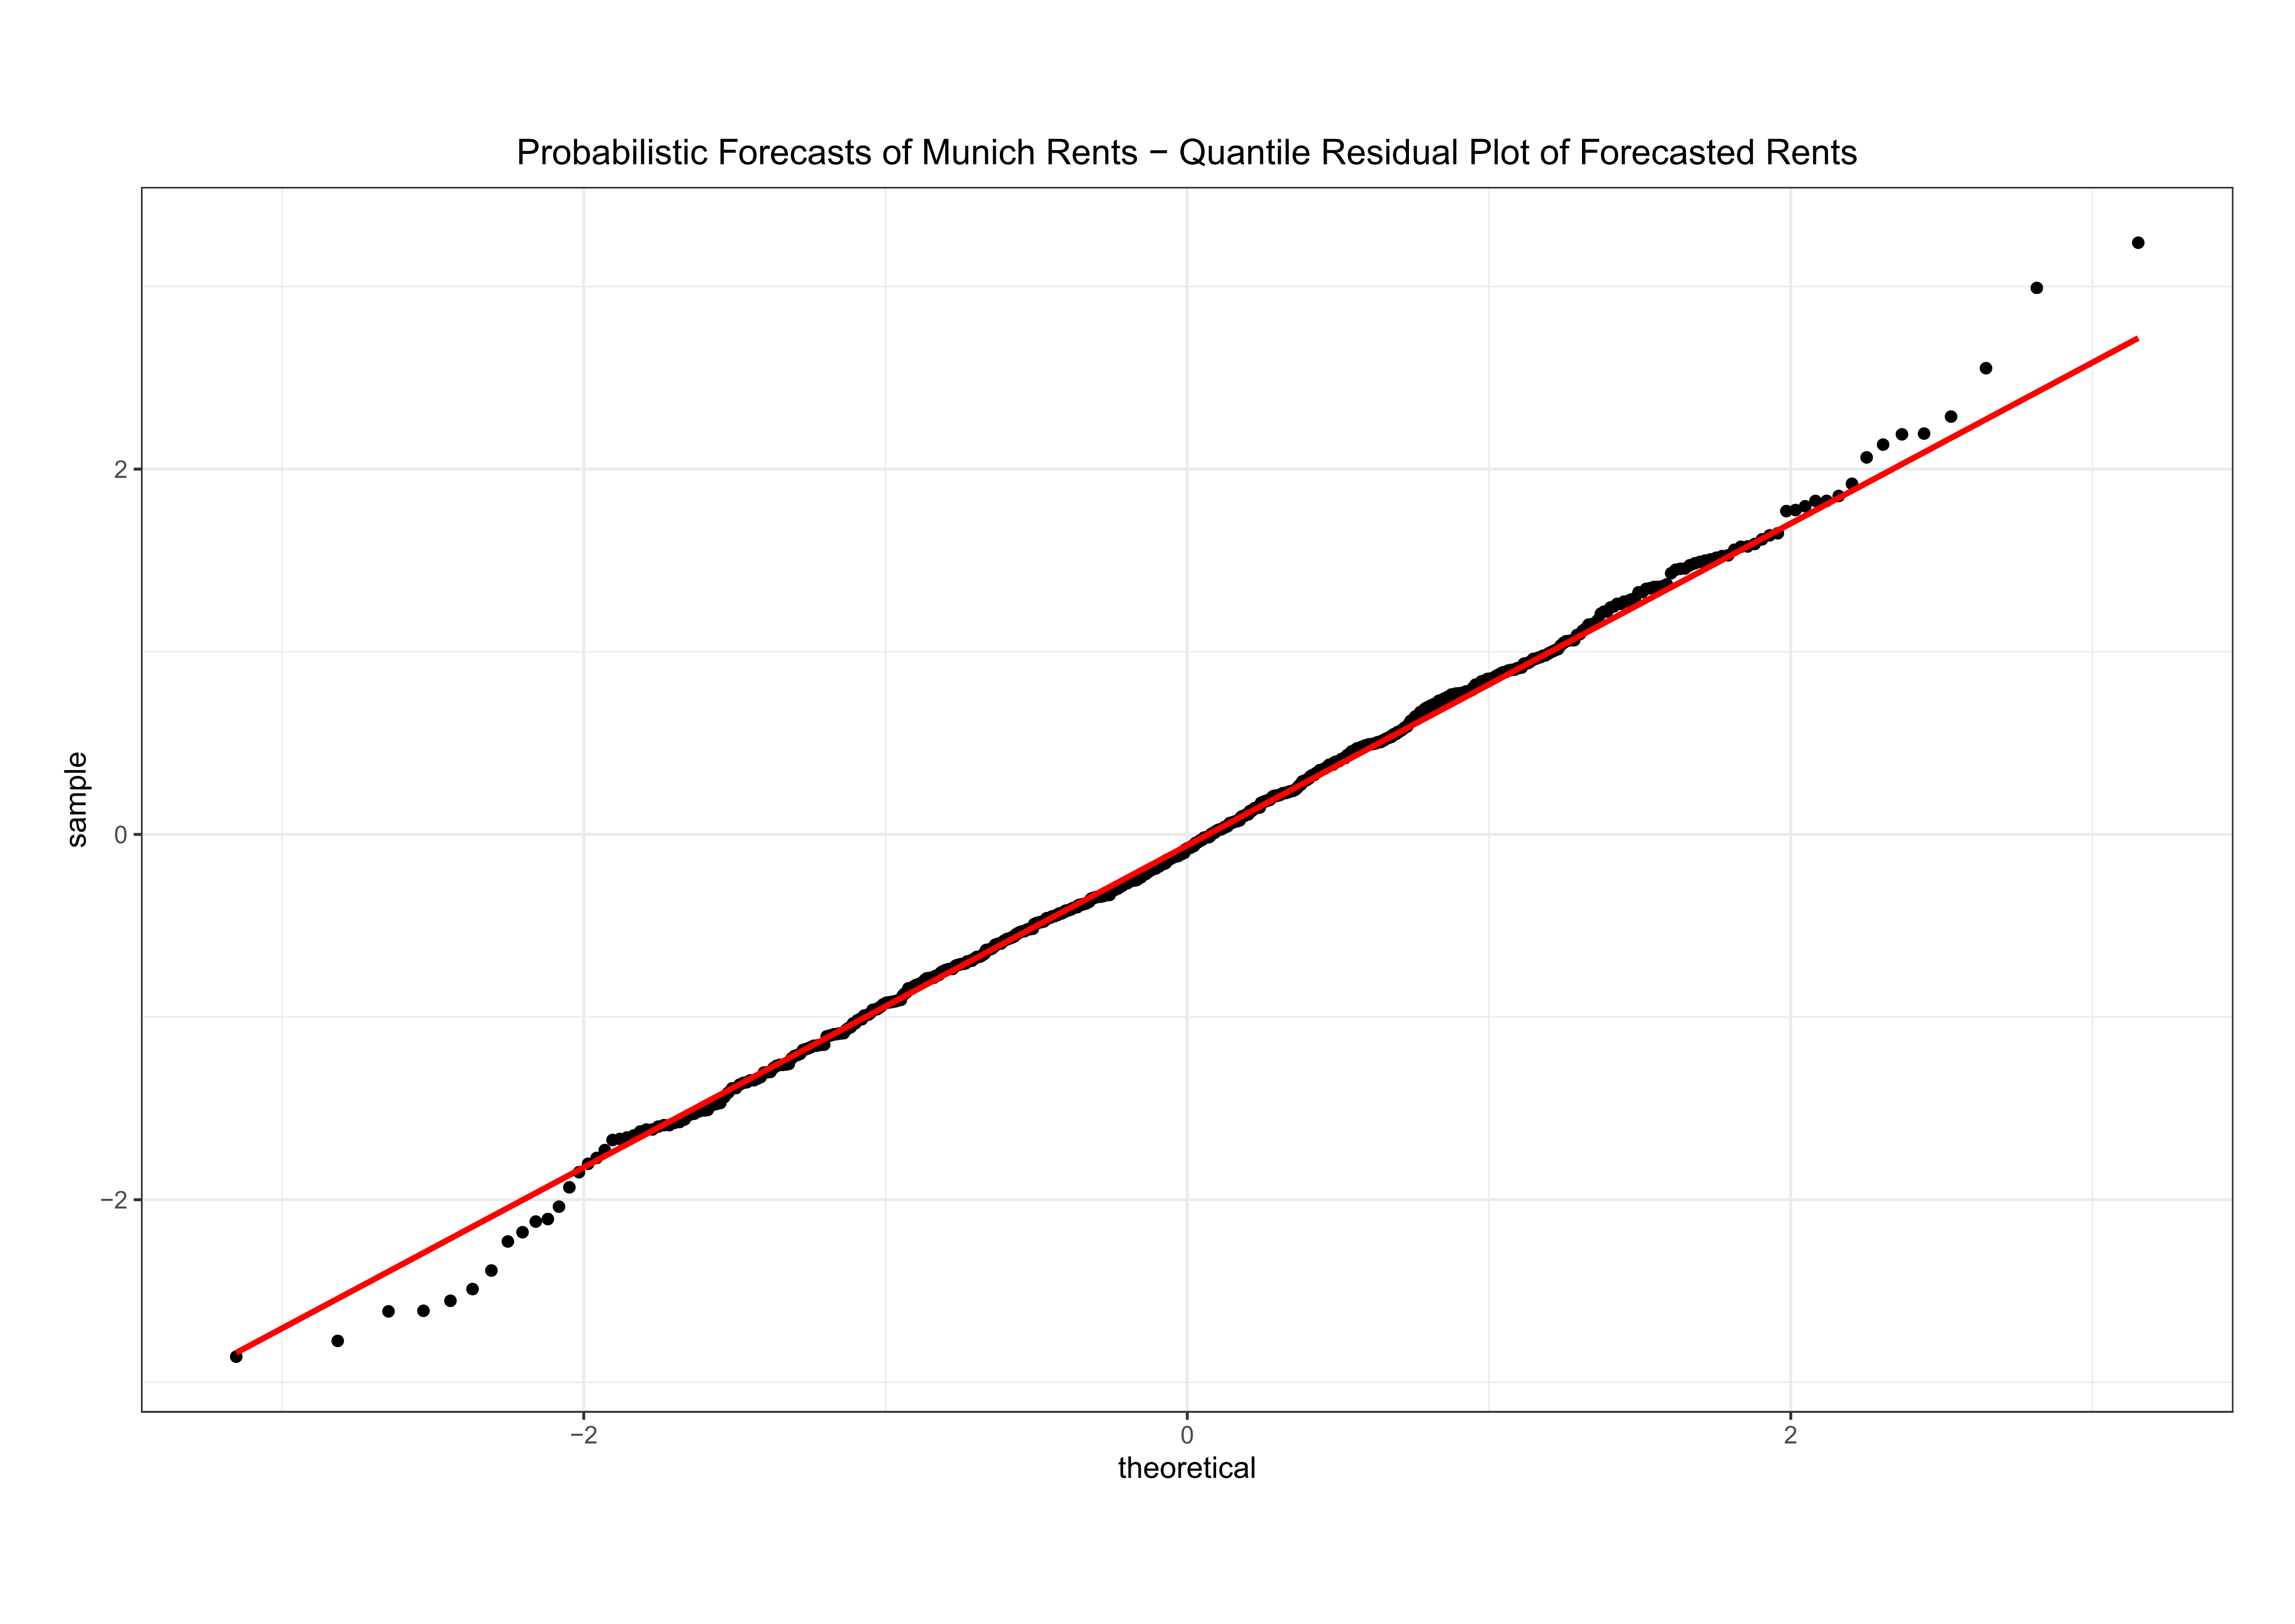 Probabilistic Forecasts of Munich Rents − Quantile Residual Plot of Forecasted Rents
2
0
−2
sample
−2 0 2
theoretical